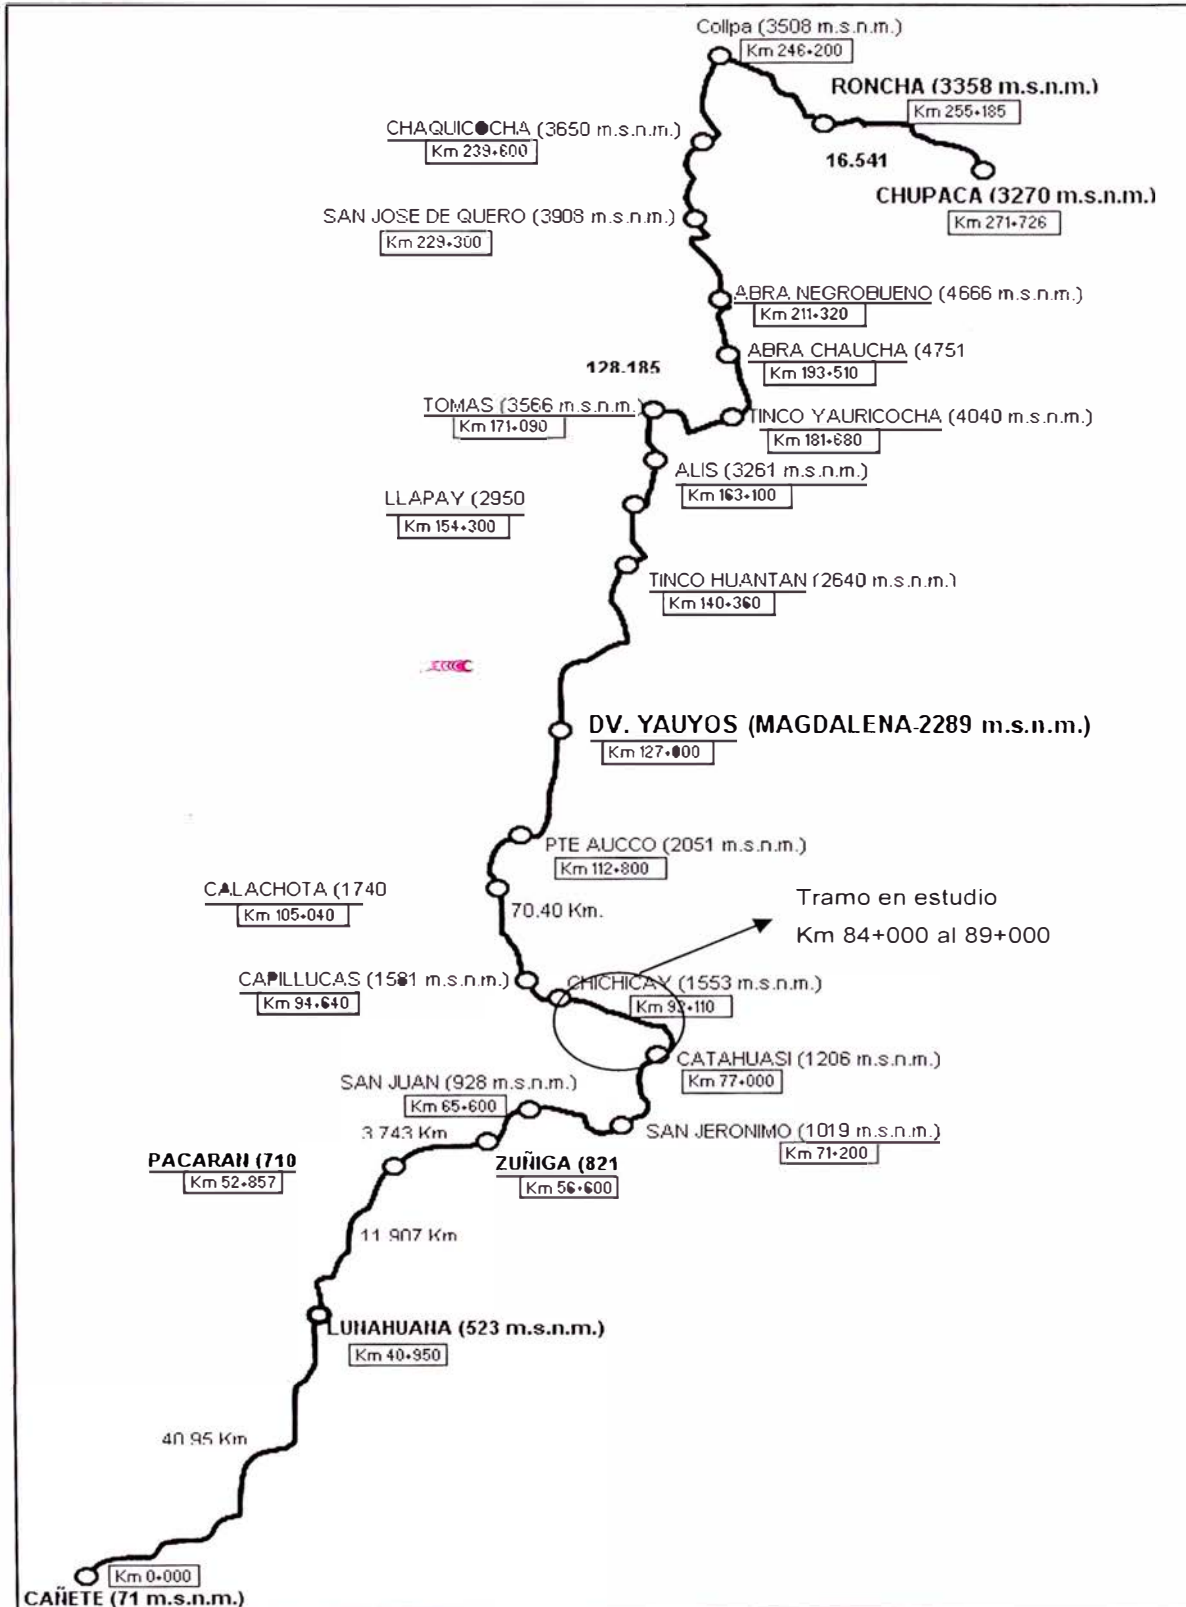 Collpa (3508 m.s.n.m.)
Km 246+200
RONCHA (3358 m.s.n.m.)
Km 255+185
CHAQUICOCHA (3650 m.s.n.m.)
Km 239+600
16.541
CHUPACA (3270 m.s.n.m.)
Km 271+726
SAN JOSE DE QUERO (3908 m.s.n.m.)
Km 229+300
ABRA NEGROBUENO (4666 m.s.n.m.)
Km 211+320
ABRA CHAUCHA (4751
Km 193+510
128.185
TOMAS (3566 m.s.n.m.)
Km 171+090
TINCO YAURICOCHA (4040 m.s.n.m.)
Km 181+680
ALIS (3261 m.s.n.m.)
Km 163+100
LLAPAY (2950
Km 154+300
TINCO HUANTAN (2640 m.s.n.m.)
Km 140+360
DV. YAUYOS (MAGDALENA-2289 m.s.n.m.)
Km 127+000
PTE AUCCO (2051 m.s.n.m.)
Km 112+800
CALACHOTA (1740
Km 105+040
70.40 Km.
Tramo en estudio
Km 84+000 al 89+000
CAPILLUCAS (1581 m.s.n.m.)
Km 94+640
CHICHICAY (1553 m.s.n.m.)
Km 92+110
CATAHUASI (1206 m.s.n.m.)
Km 77+000
SAN JUAN (928 m.s.n.m.)
Km 65+600
SAN JERONIMO (1019 m.s.n.m.)
Km 71+200
3.743 Km
PACARAN (710
Km 52+857
ZUÑIGA (821
Km 56+600
11.907 Km
LUNAHUANA (523 m.s.n.m.)
Km 40+950
40.95 Km
Km 0+000
CAÑETE (71 m.s.n.m.)